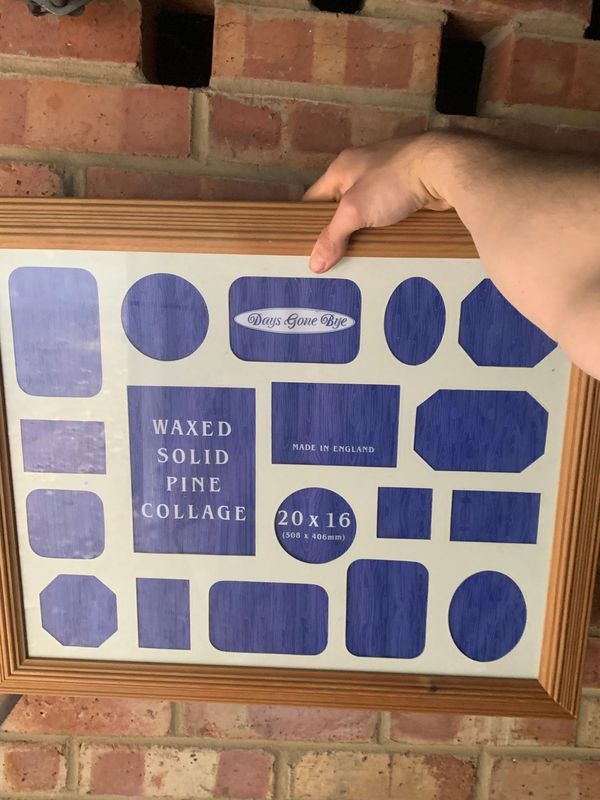 Days Gone Bye
WAXED
SOLID
PINE
COLLAGE
MADE IN ENGLAND
20 x 16
(508 x 406mm)